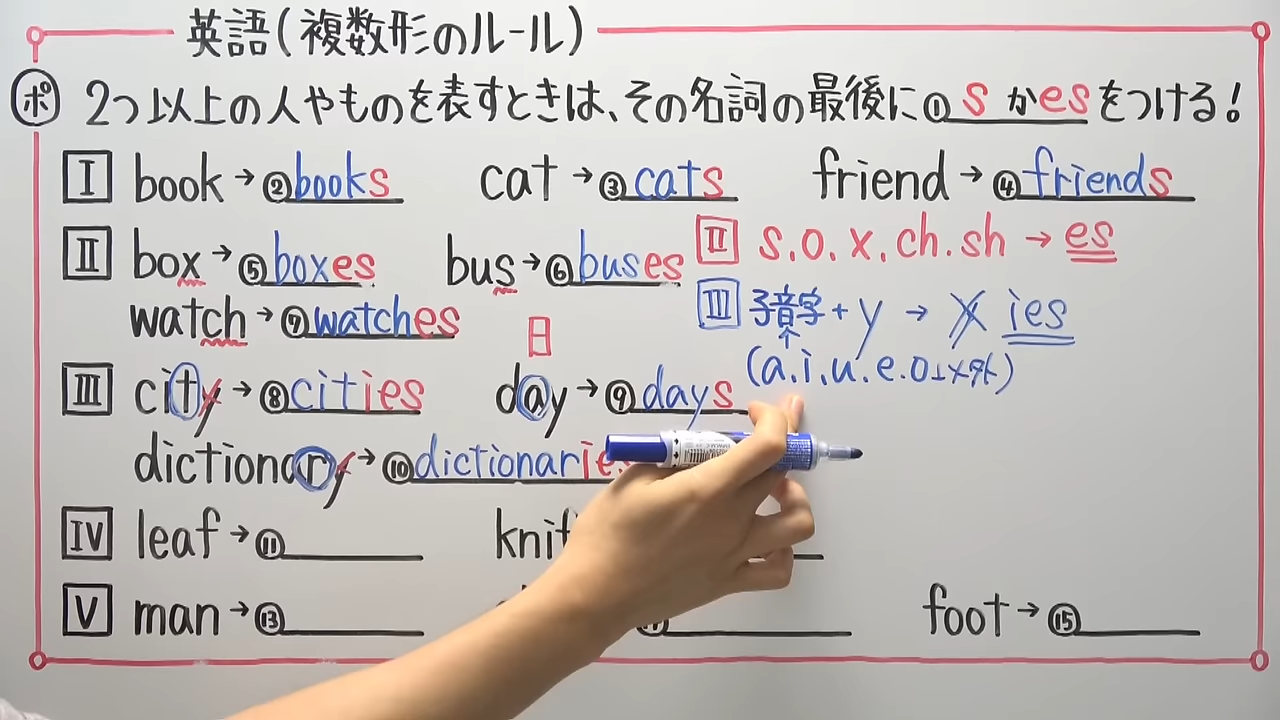 英語(複数形のルール)
ポ 2つ以上の人やものを表すときは、その名詞の最後に①s かesをつける!
I book→②books cat→③cats friend→④friends
II box→⑤boxes bus→⑥buses II s.o.x.ch.sh→es
watch→⑦watches 日 III 子音字+y→y ies
(a.i.u.e.o以外)
III city→⑧cities day→⑨days
dictionary→⑩dictionarie
IV leaf→⑪ knif
V man→⑬ foot→⑮